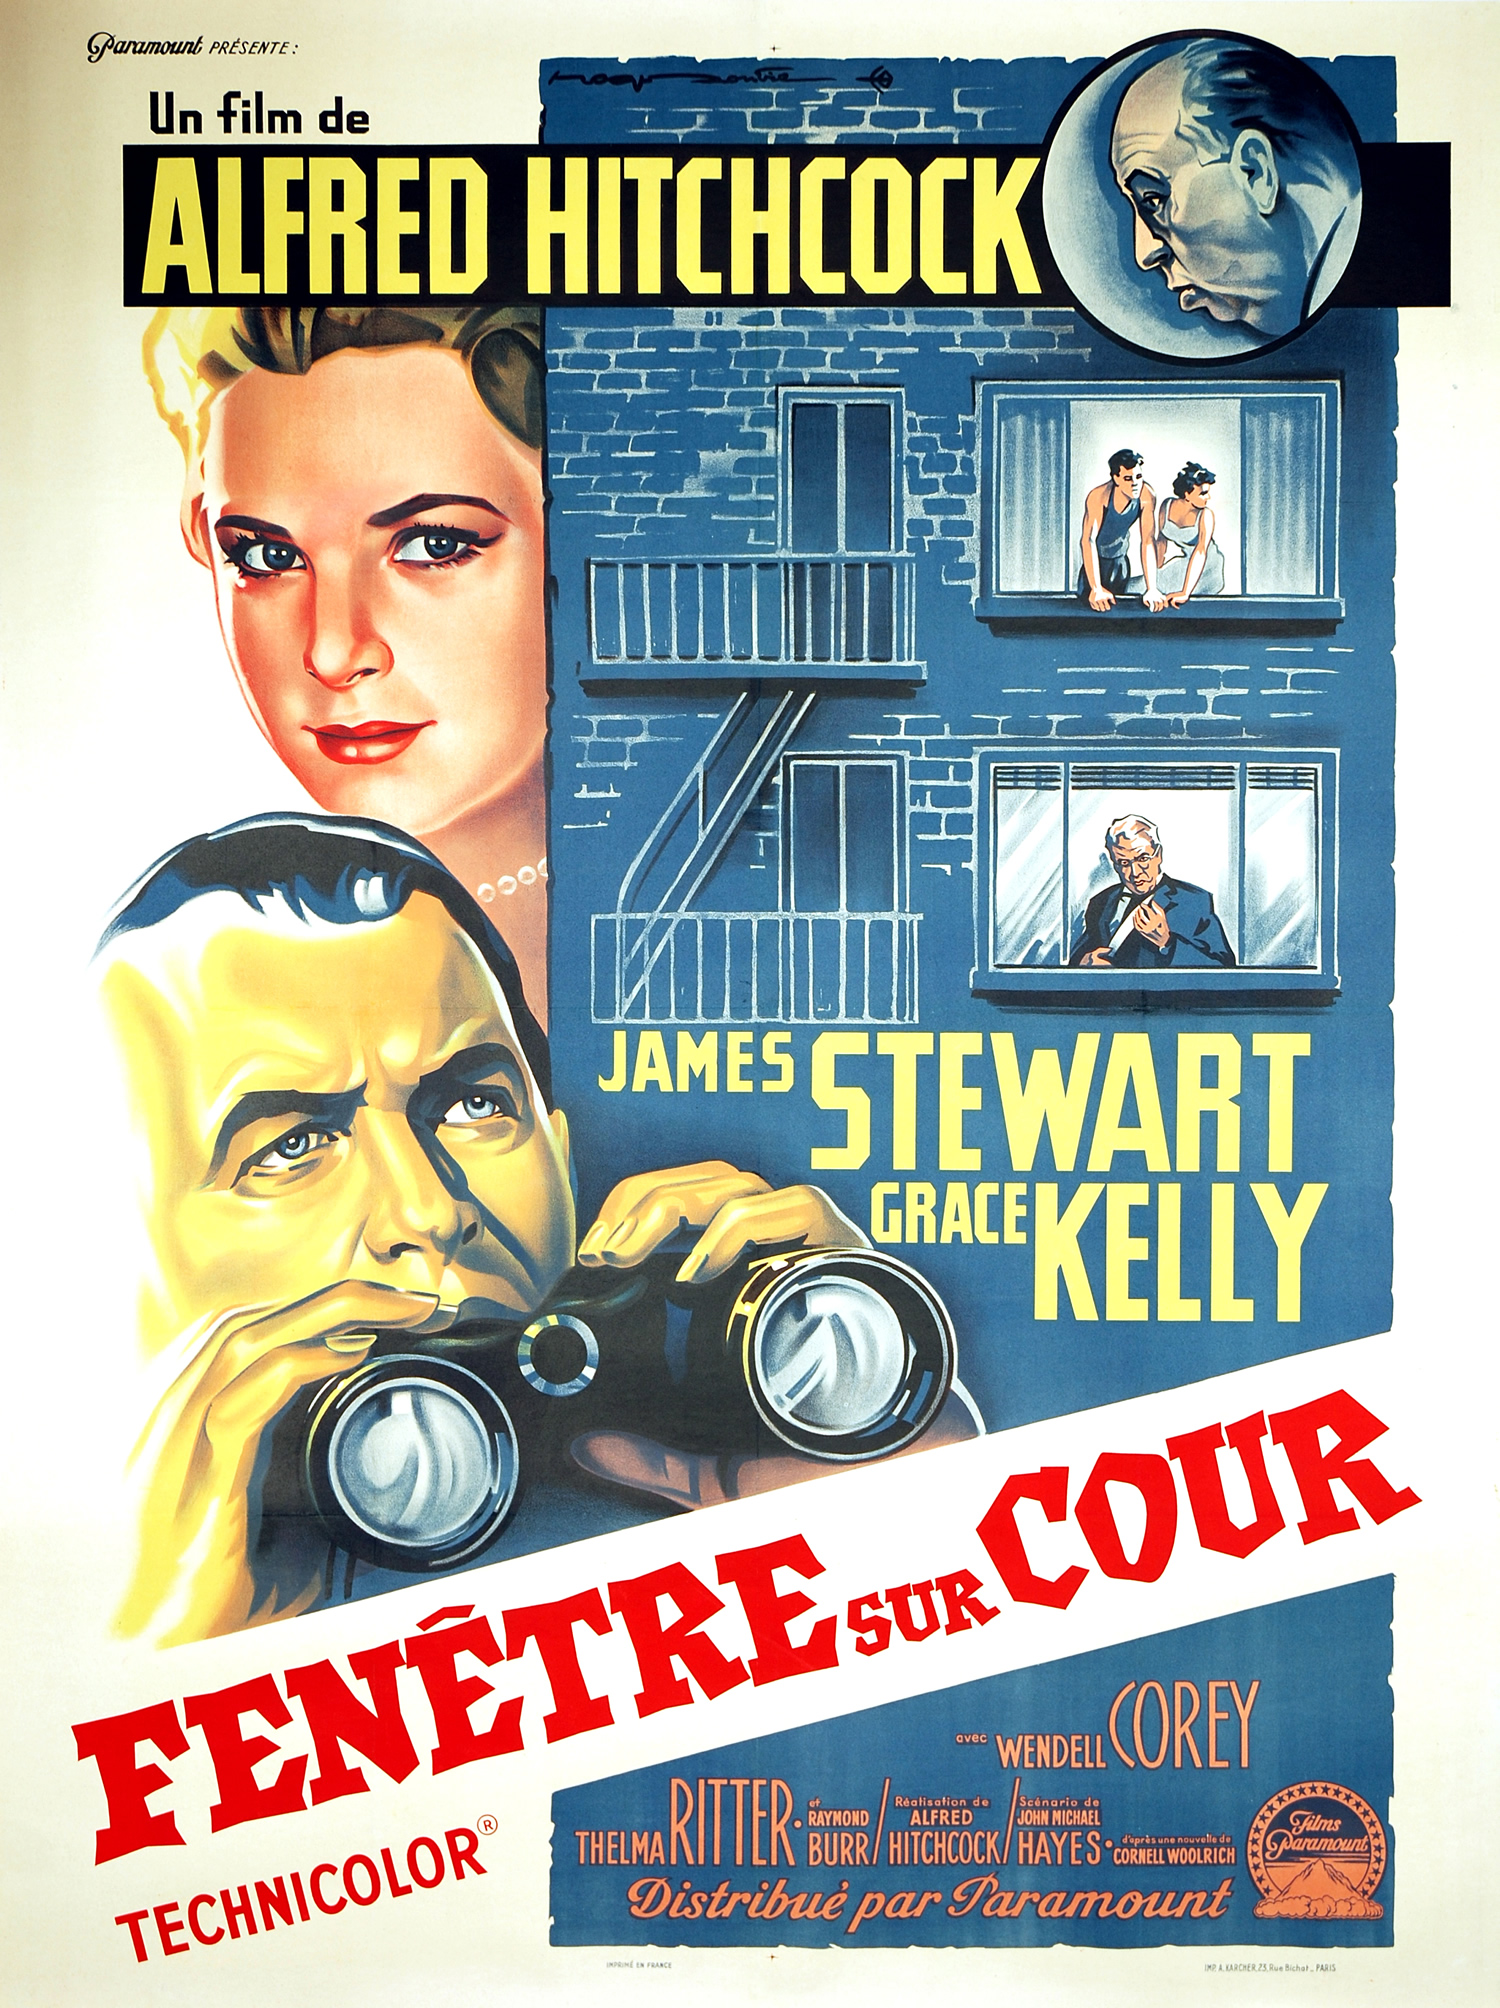 Paramount PRÉSENTE:
Un film de
ALFRED HITCHCOCK
JAMES STEWART
GRACE KELLY
FENÊTRE SUR COUR
TECHNICOLOR®
avec WENDELL COREY
THELMA RITTER · et RAYMOND BURR / Réalisation de ALFRED HITCHCOCK / Scénario de JOHN MICHAEL HAYES · d'après une nouvelle de CORNELL WOOLRICH
Distribué par Paramount
Films
Paramount
IMPRIMÉ EN FRANCE
IMP. A. KARCHER, 23, Rue Bichat _ PARIS